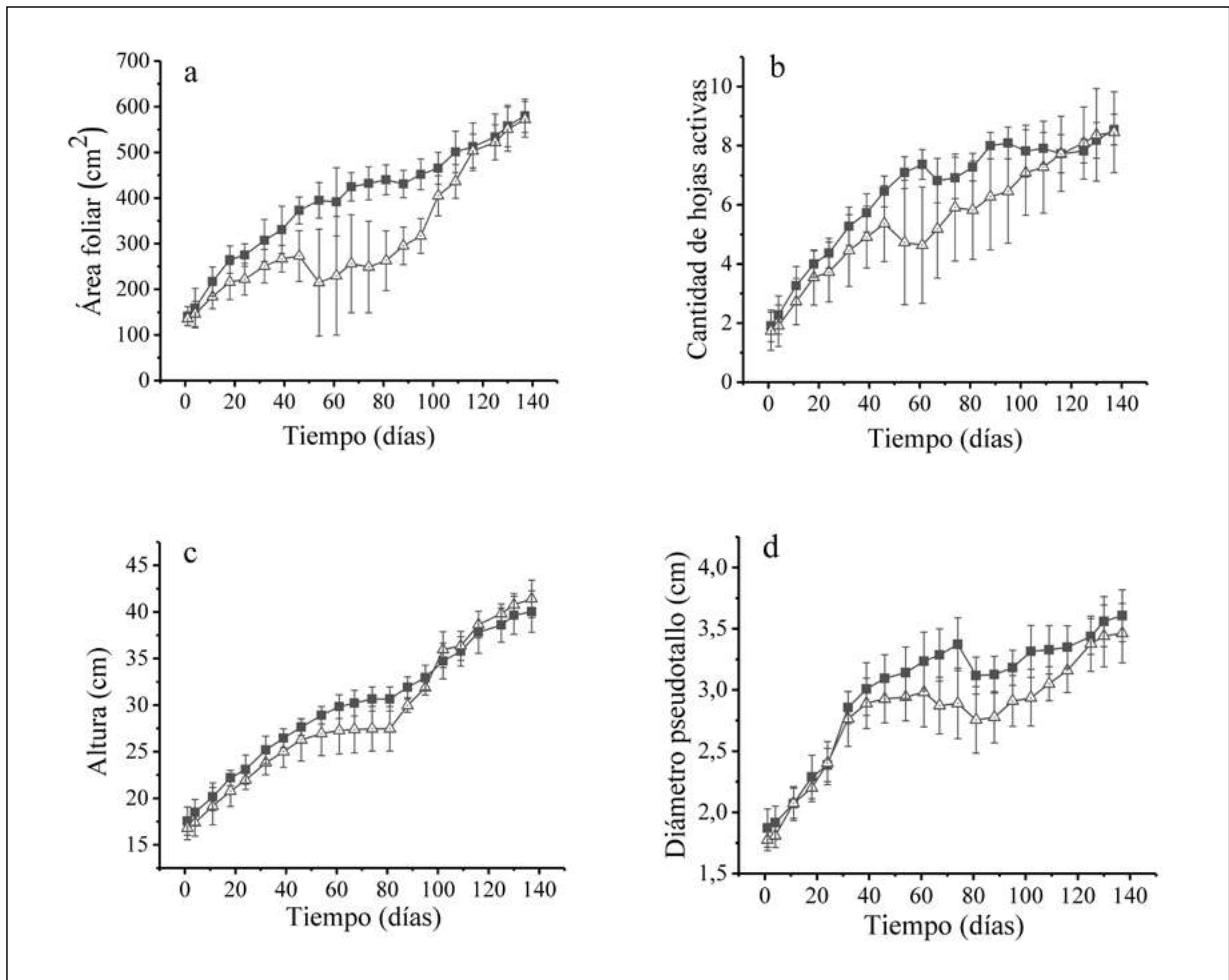 a
Área foliar (cm²)
700
600
500
400
300
200
100
0
0 20 40 60 80 100 120 140
Tiempo (días)
b
Cantidad de hojas activas
10
8
6
4
2
0
0 20 40 60 80 100 120 140
Tiempo (días)
c
Altura (cm)
45
40
35
30
25
20
15
0 20 40 60 80 100 120 140
Tiempo (días)
d
Diámetro pseudotallo (cm)
4,0
3,5
3,0
2,5
2,0
1,5
0 20 40 60 80 100 120 140
Tiempo (días)